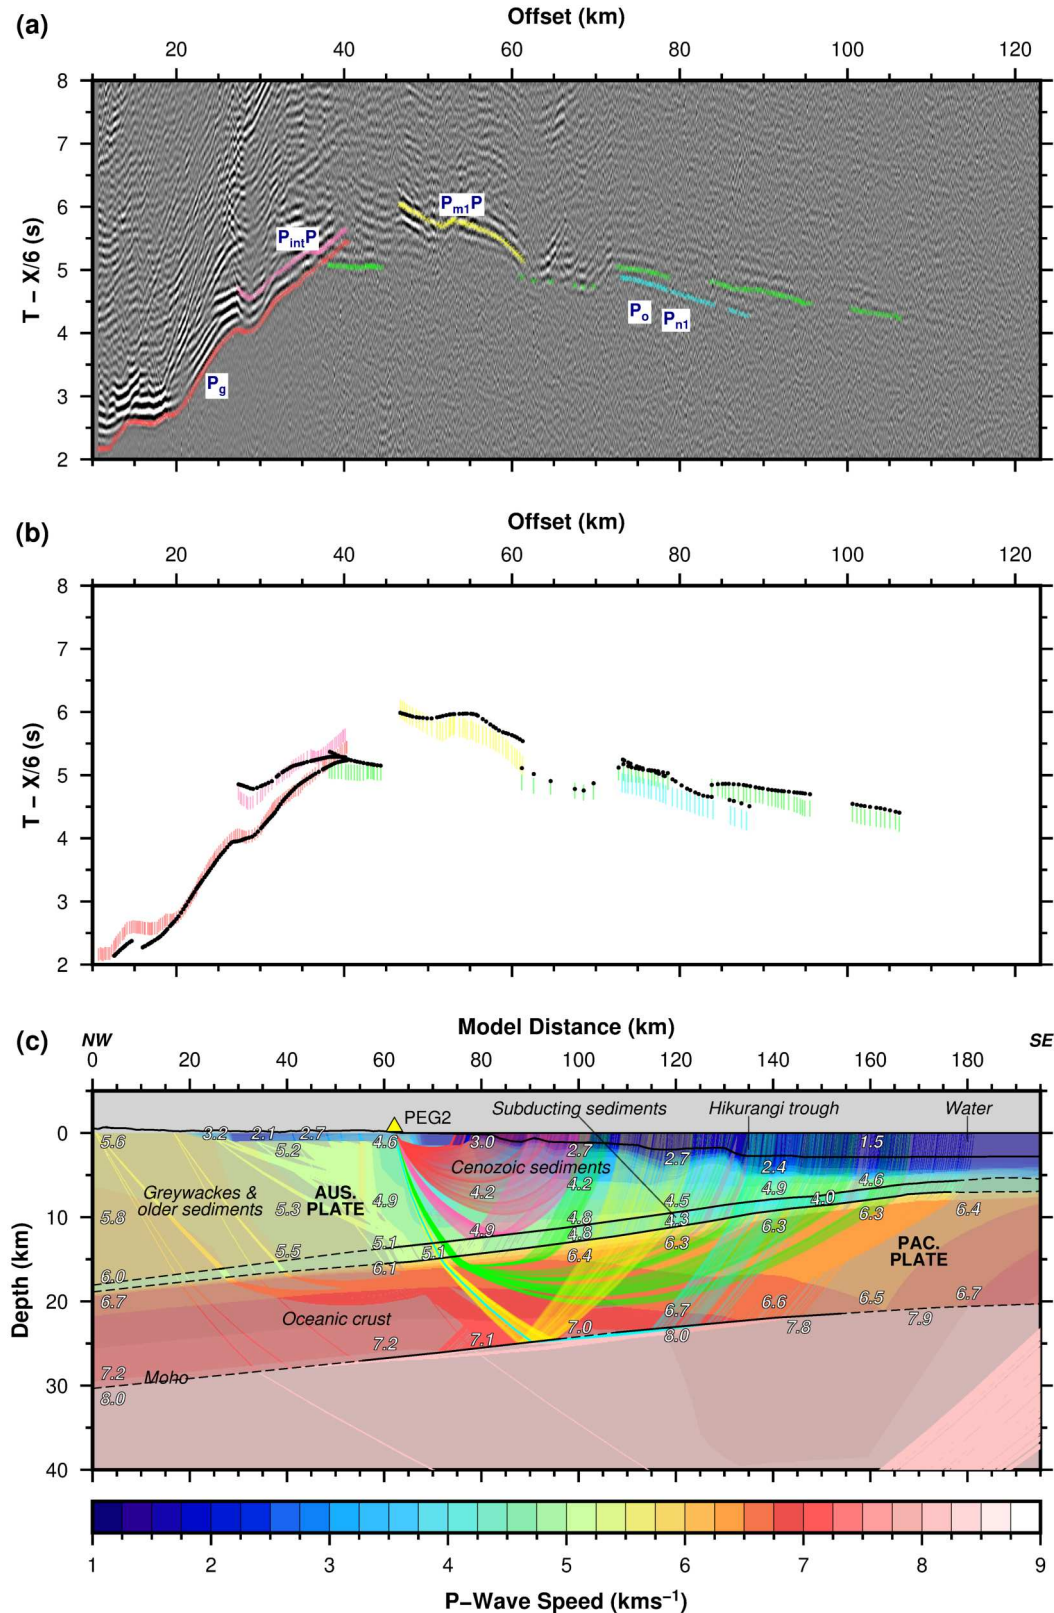 (a)
Offset (km)
20 40 60 80 100 120
8
7
6
5
4
3
2
T − X/6 (s)
Pm1P
PintP
Po
Pn1
Pg
(b)
Offset (km)
20 40 60 80 100 120
8
7
6
5
4
3
2
T − X/6 (s)
(c)
Model Distance (km)
NW SE
0 20 40 60 80 100 120 140 160 180
PEG2 Subducting sediments Hikurangi trough Water
0
10
20
30
40
Depth (km)
5.6 3.2 2.1 2.7 4.6 3.0 1.5
5.2 2.7 2.7 2.4
Cenozoic sediments
4.2 4.2 4.9 4.6
Greywackes &
older sediments
AUS.
PLATE
5.3 4.9 4.5 4.0
5.8 4.8 4.3 6.3 6.3 6.4
5.1 4.9 4.8 6.3
5.5 5.1 6.4
PAC.
PLATE
6.0 6.1
6.7 6.7 6.6 6.5 6.7
Oceanic crust
7.2 7.1 7.0 8.0 7.8 7.9
7.2 Moho
8.0
1 2 3 4 5 6 7 8 9
P−Wave Speed (kms⁻¹)